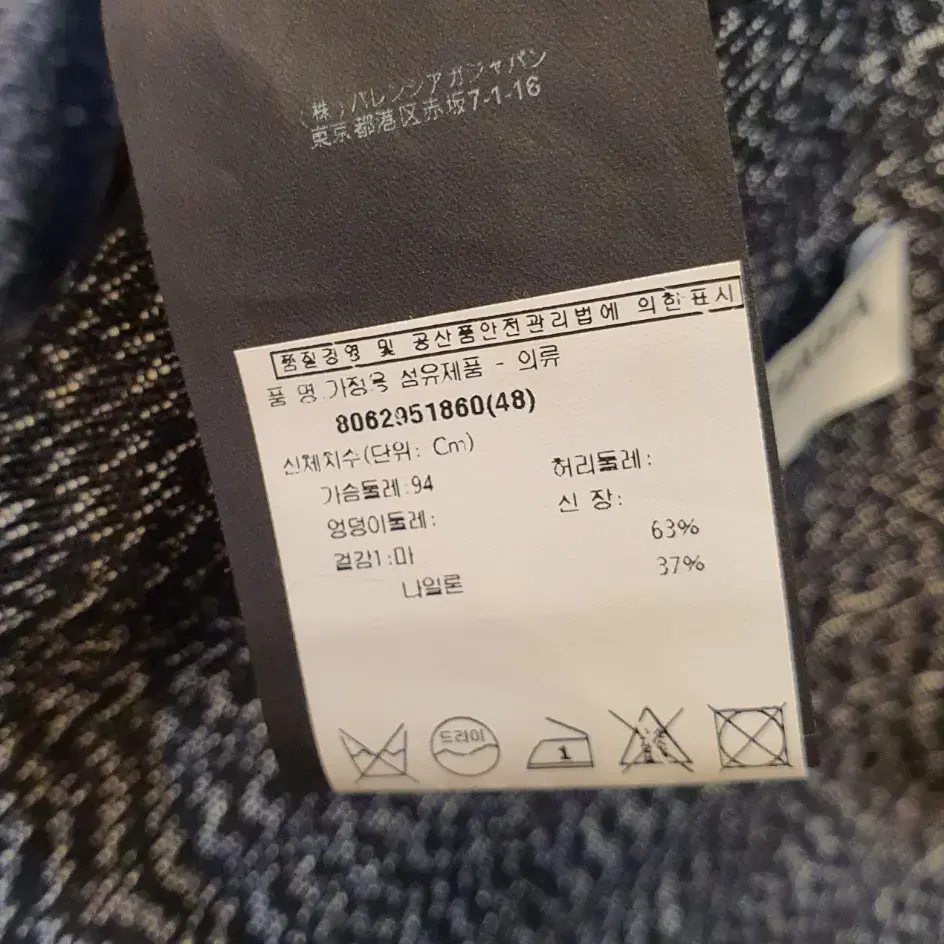 (株)バレンシアガジャパン
東京都港区赤坂7-1-16
품질경영 및 공산품안전관리법에 의한 표시
품 명 가정용 섬유제품 - 의류
8062951860(48)
신체치수(단위: Cm)
가슴둘레:94 허리둘레:
엉덩이둘레: 신 장:
겉감1:마 63%
나일론 37%
드라이
1